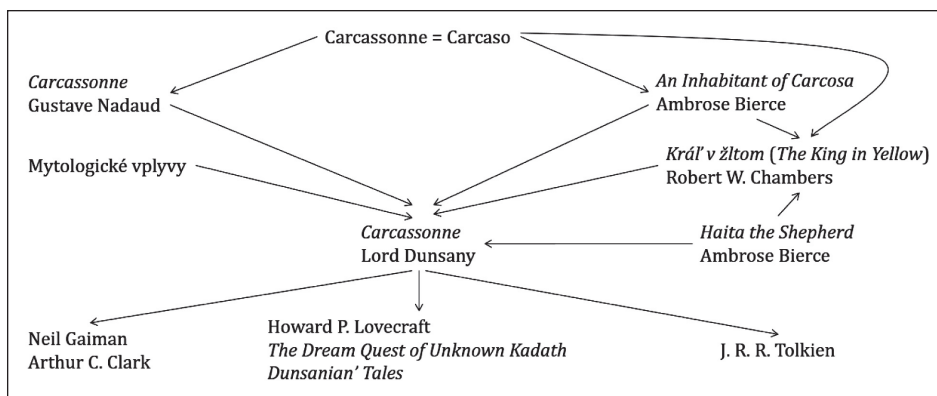 Carcassonne = Carcaso
Carcassonne
Gustave Nadaud
An Inhabitant of Carcosa
Ambrose Bierce
Mytologické vplyvy
Kráľ v žltom (The King in Yellow)
Robert W. Chambers
Carcassonne
Lord Dunsany
Haita the Shepherd
Ambrose Bierce
Neil Gaiman
Arthur C. Clark
Howard P. Lovecraft
The Dream Quest of Unknown Kadath
Dunsanian’ Tales
J. R. R. Tolkien